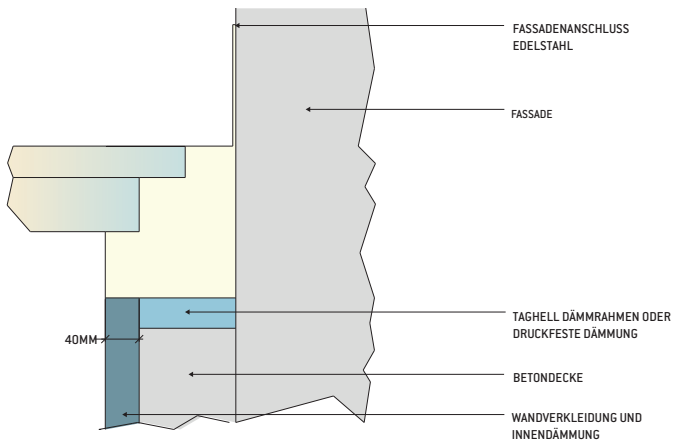 FASSADENANSCHLUSS
EDELSTAHL
FASSADE
TAGHELL DÄMMRAHMEN ODER
DRUCKFESTE DÄMMUNG
40MM
BETONDECKE
WANDVERKLEIDUNG UND
INNENDÄMMUNG